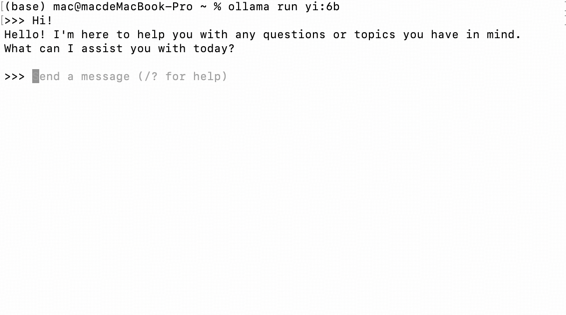 (base) mac@macdeMacBook-Pro ~ % ollama run yi:6b
>>> Hi!
Hello! I'm here to help you with any questions or topics you have in mind.
What can I assist you with today?
>>> Send a message (/? for help)